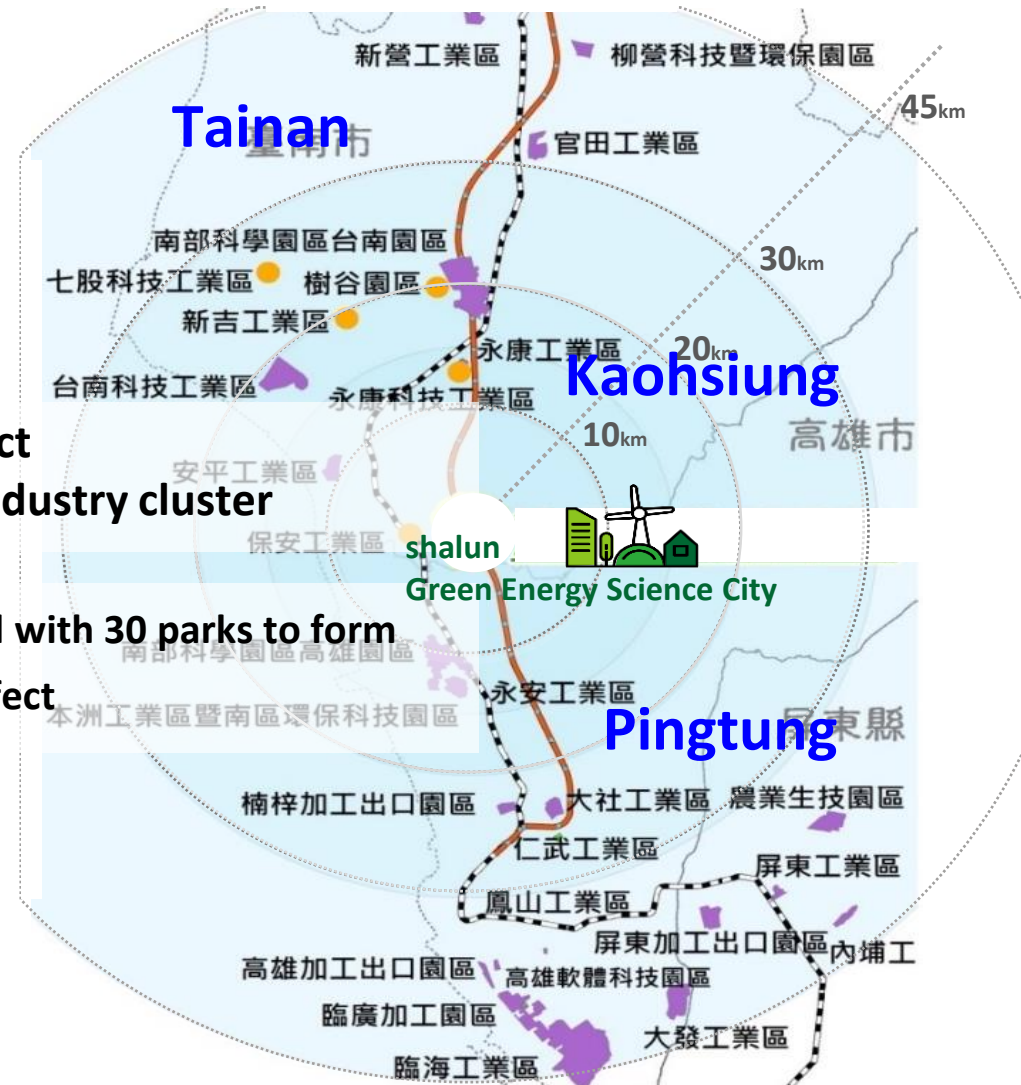 新營工業區
柳營科技暨環保園區
45km
Tainan
臺南市
官田工業區
南部科學園區台南園區
30km
七股科技工業區
樹谷園區
新吉工業區
永康工業區
20km
台南科技工業區
永康科技工業區
Kaohsiung
10km
高雄市
ct
安平工業區
dustry cluster
保安工業區
shalun
Green Energy Science City
with 30 parks to form
南部科學園區高雄園區
fect
永安工業區
本洲工業區暨南區環保科技園區
Pingtung
屏東縣
楠梓加工出口園區
大社工業區
農業生技園區
仁武工業區
屏東工業區
鳳山工業區
屏東加工出口園區
內埔工
高雄加工出口園區
高雄軟體科技園區
臨廣加工園區
大發工業區
臨海工業區